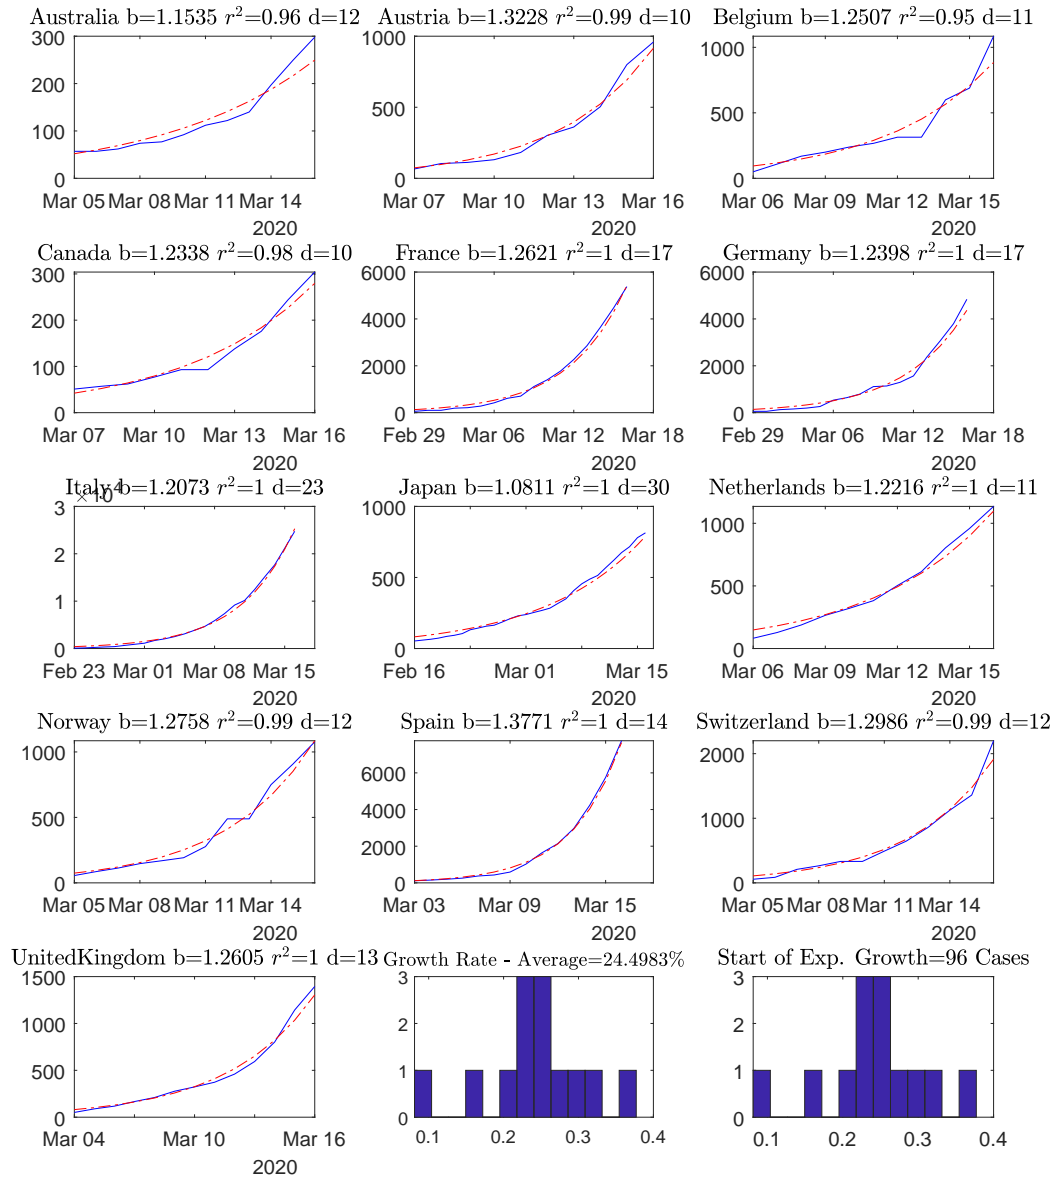 Australia b=1.1535 r²=0.96 d=12
300
200
100
0
Mar 05 Mar 08 Mar 11 Mar 14
2020
Austria b=1.3228 r²=0.99 d=10
1000
500
0
Mar 07 Mar 10 Mar 13 Mar 16
2020
Belgium b=1.2507 r²=0.95 d=11
1000
500
0
Mar 06 Mar 09 Mar 12 Mar 15
2020
Canada b=1.2338 r²=0.98 d=10
300
200
100
0
Mar 07 Mar 10 Mar 13 Mar 16
2020
France b=1.2621 r²=1 d=17
6000
4000
2000
0
Feb 29 Mar 06 Mar 12 Mar 18
2020
Germany b=1.2398 r²=1 d=17
6000
4000
2000
0
Feb 29 Mar 06 Mar 12 Mar 18
2020
Italy b=1.2073 r²=1 d=23
×10⁴
3
2
1
0
Feb 23 Mar 01 Mar 08 Mar 15
2020
Japan b=1.0811 r²=1 d=30
1000
500
0
Feb 16 Mar 01 Mar 15
2020
Netherlands b=1.2216 r²=1 d=11
1000
500
0
Mar 06 Mar 09 Mar 12 Mar 15
2020
Norway b=1.2758 r²=0.99 d=12
1000
500
0
Mar 05 Mar 08 Mar 11 Mar 14
2020
Spain b=1.3771 r²=1 d=14
6000
4000
2000
0
Mar 03 Mar 09 Mar 15
2020
Switzerland b=1.2986 r²=0.99 d=12
2000
1000
0
Mar 05 Mar 08 Mar 11 Mar 14
2020
UnitedKingdom b=1.2605 r²=1 d=13
1500
1000
500
0
Mar 04 Mar 10 Mar 16
2020
Growth Rate - Average=24.4983%
3
2
1
0
0.1 0.2 0.3 0.4
Start of Exp. Growth=96 Cases
3
2
1
0
0.1 0.2 0.3 0.4